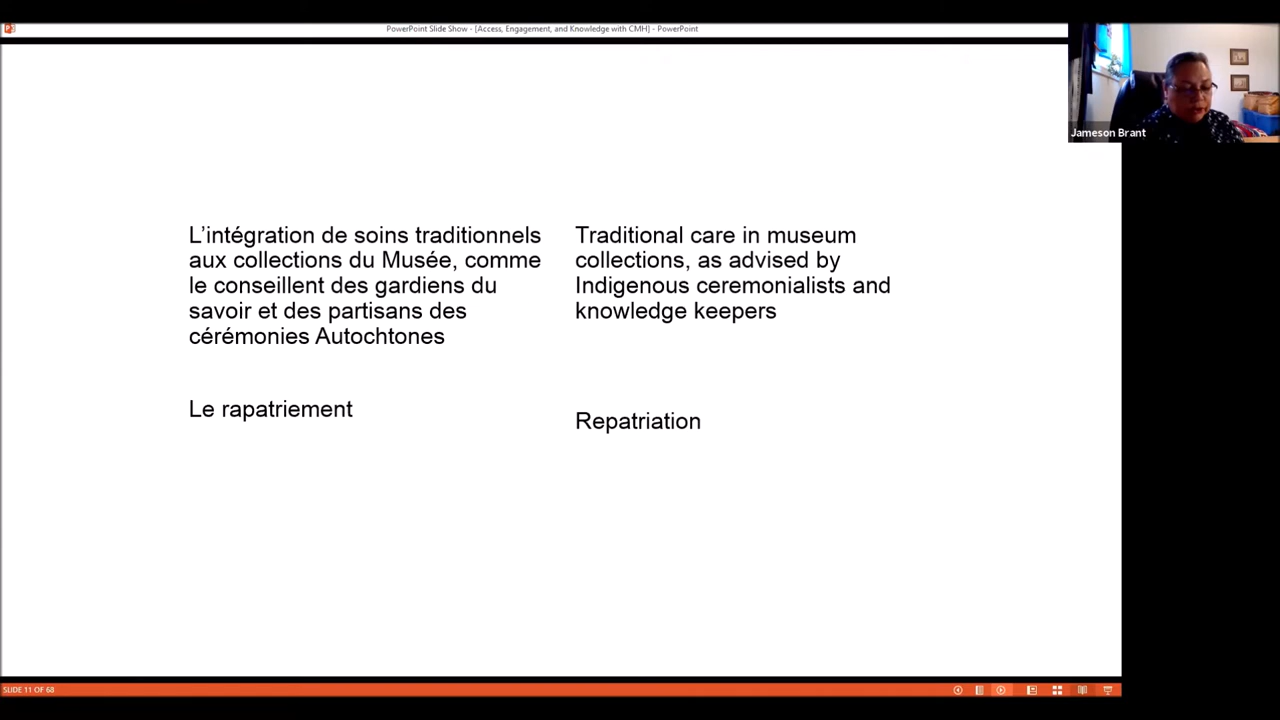 PowerPoint Slide Show - [Access, Engagement, and Knowledge with CMH] - PowerPoint
Jameson Brant
L’intégration de soins traditionnels
aux collections du Musée, comme
le conseillent des gardiens du
savoir et des partisans des
cérémonies Autochtones
Le rapatriement
Traditional care in museum
collections, as advised by
Indigenous ceremonialists and
knowledge keepers
Repatriation
SLIDE 11 OF 68